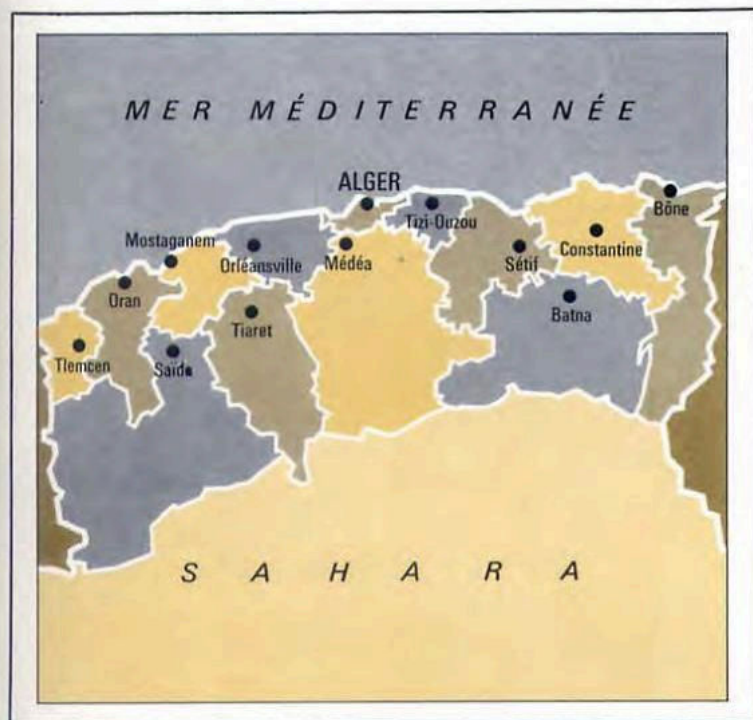 MER MÉDITERRANÉE
ALGER
Bône
Tizi-Ouzou
Mostaganem
Constantine
Orléansville
Médéa
Sétif
Oran
Batna
Tiaret
Tlemcen
Saïda
SAHARA